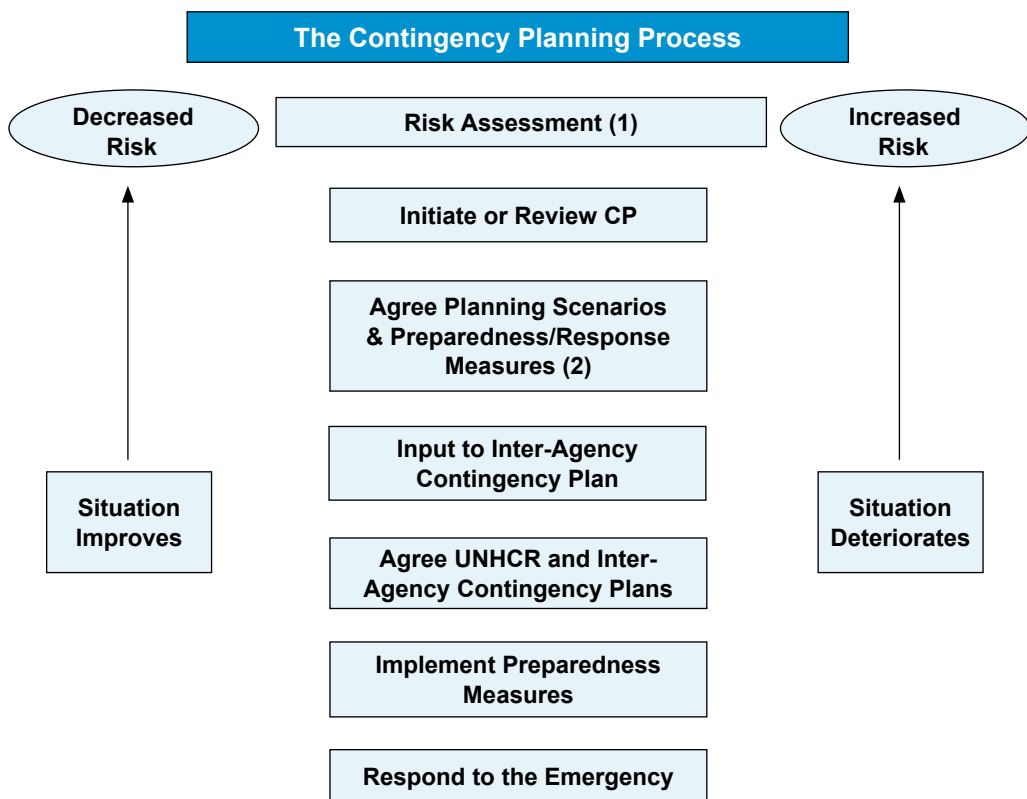 The Contingency Planning Process
Decreased
Risk
Risk Assessment (1)
Increased
Risk
Initiate or Review CP
Agree Planning Scenarios
& Preparedness/Response
Measures (2)
Input to Inter-Agency
Contingency Plan
Situation
Improves
Situation
Deteriorates
Agree UNHCR and Inter-
Agency Contingency Plans
Implement Preparedness
Measures
Respond to the Emergency